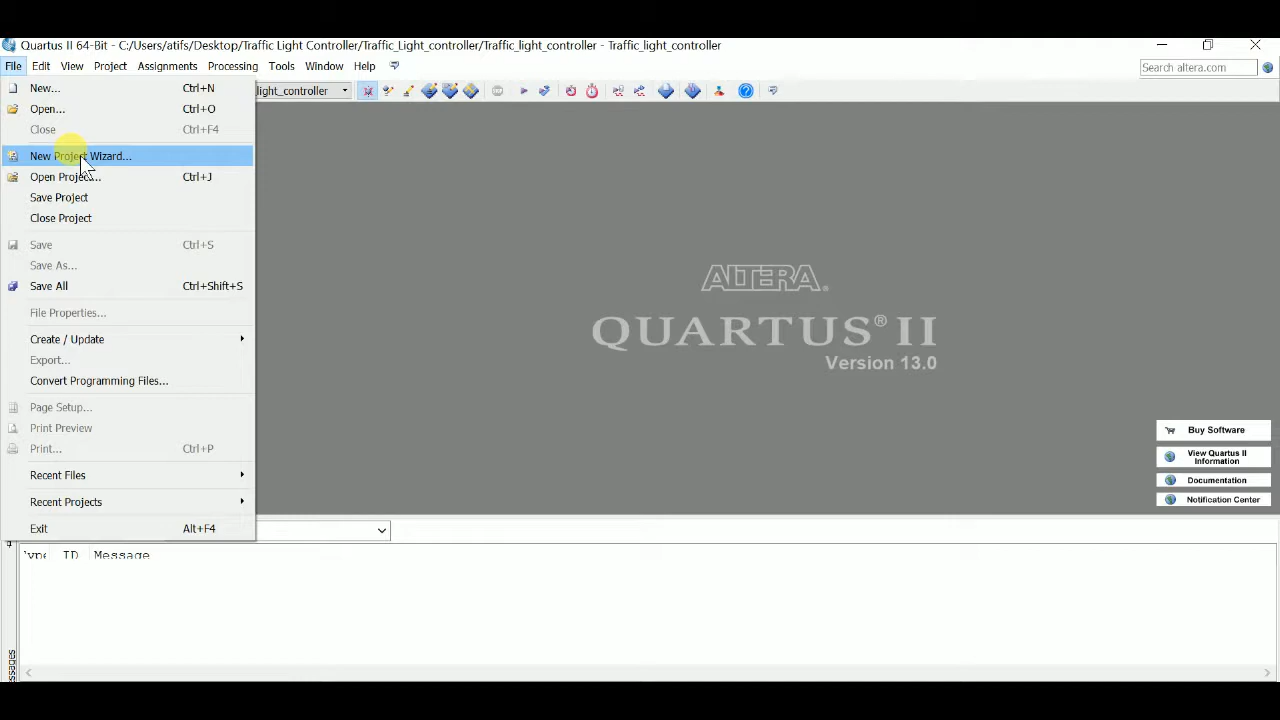 Quartus II 64-Bit - C:/Users/atifs/Desktop/Traffic Light Controller/Traffic_Light_controller/Traffic_light_controller - Traffic_light_controller
File Edit View Project Assignments Processing Tools Window Help
Search altera.com
light_controller
New... Ctrl+N
Open... Ctrl+O
Close Ctrl+F4
New Project Wizard...
Open Project... Ctrl+J
Save Project
Close Project
Save Ctrl+S
Save As...
Save All Ctrl+Shift+S
File Properties...
Create / Update
Export...
Convert Programming Files...
Page Setup...
Print Preview
Print... Ctrl+P
Recent Files
Recent Projects
Exit Alt+F4
ALTERA®
QUARTUS® II
Version 13.0
Buy Software
View Quartus II
Information
Documentation
Notification Center
ID Message